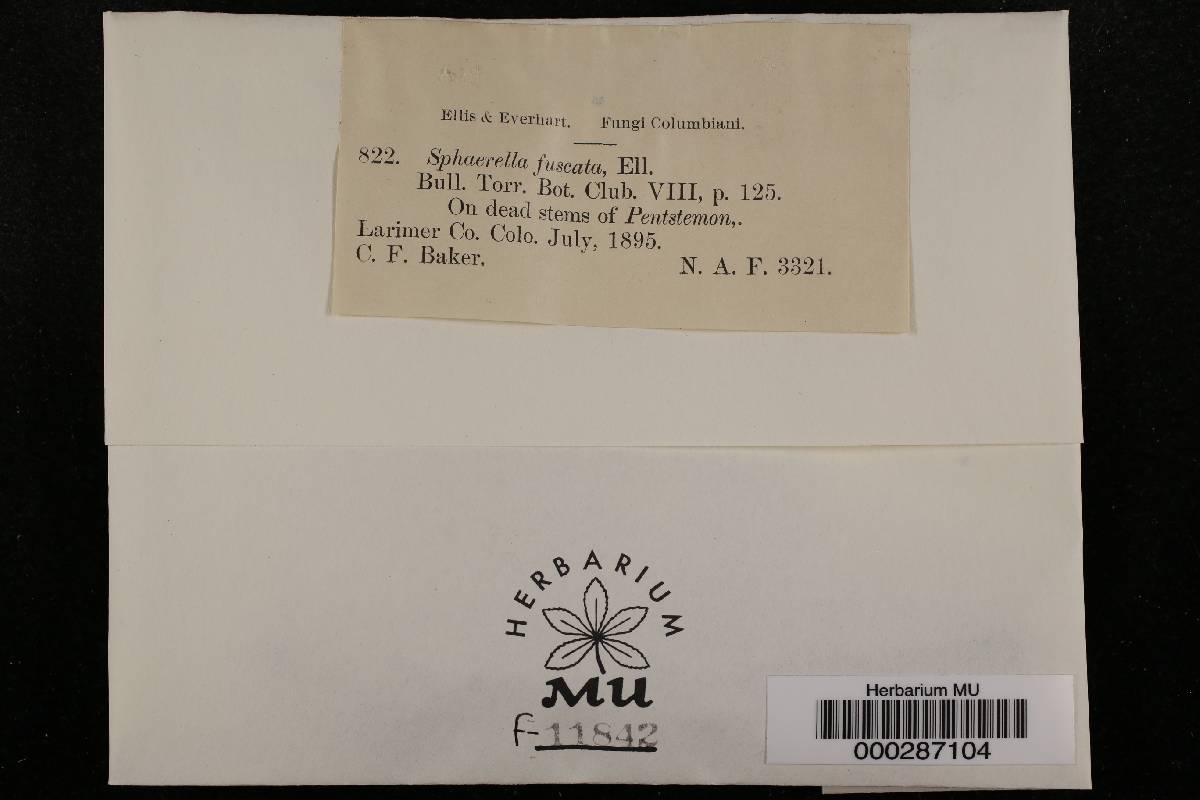 Ellis & Everhart. Fungi Columbiani.
822. Sphaerella fuscata, Ell.
Bull. Torr. Bot. Club. VIII, p. 125.
On dead stems of Pentstemon,.
Larimer Co. Colo. July, 1895.
C. F. Baker. N. A. F. 3321.
HERBARIUM
MU
F-11842
Herbarium MU
000287104